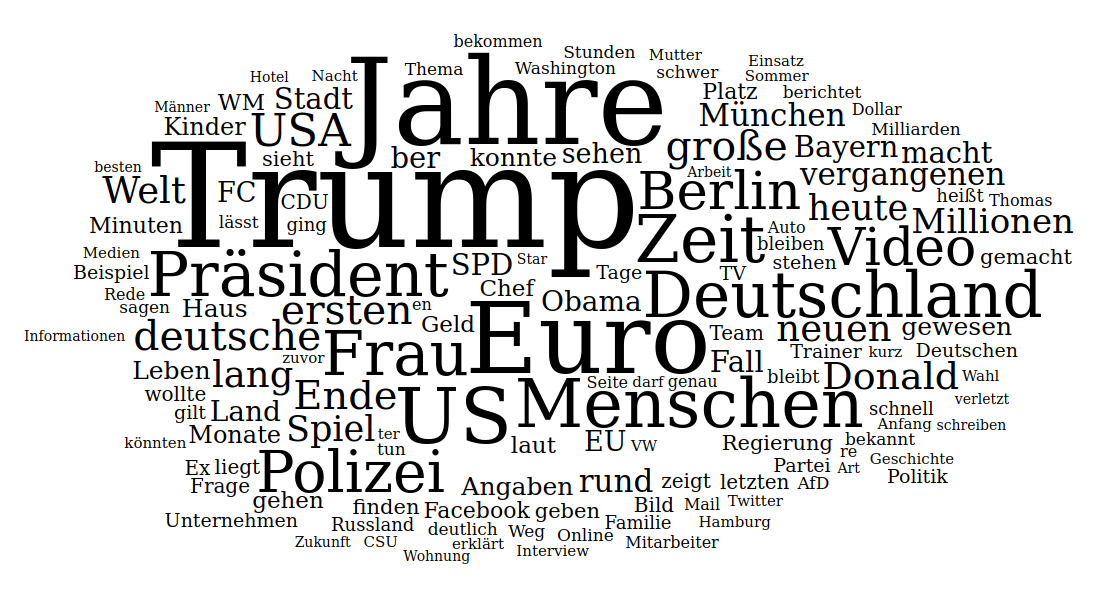 bekommen
Stunden
Mutter
Einsatz
Hotel
Nacht
Thema
Washington
schwer
Sommer
Männer
WM
Stadt
Jahre
Platz
berichtet
Kinder
USA
München
Dollar
Milliarden
besten
sieht
ber
konnte
sehen
große
Bayern
macht
Welt
FC
CDU
Trump
Arbeit
Berlin
vergangenen
heißt
Thomas
Minuten
lässt
ging
Zeit
Auto
heute
Millionen
Medien
bleiben
Video
Beispiel
Präsident
SPD
Star
Tage
TV
stehen
gemacht
Rede
sagen
Haus
ersten
en
Chef
Obama
Deutschland
Informationen
deutsche
zuvor
Geld
Euro
Team
neuen
gewesen
Leben
lang
Frau
Fall
Trainer
kurz
Deutschen
wollte
Ende
US
Seite
darf
genau
bleibt
Donald
Wahl
gilt
Land
Menschen
schnell
verletzt
könnten
Monate
Spiel
ter
tun
laut
EU
VW
Regierung
Anfang
schreiben
bekannt
Ex
liegt
Polizei
re
Art
Geschichte
Frage
Angaben
rund
zeigt
letzten
Partei
AfD
Politik
gehen
finden
Facebook
geben
Bild
Mail
Twitter
Unternehmen
Russland
deutlich
Weg
Online
Familie
Hamburg
Zukunft
CSU
erklärt
Interview
Mitarbeiter
Wohnung